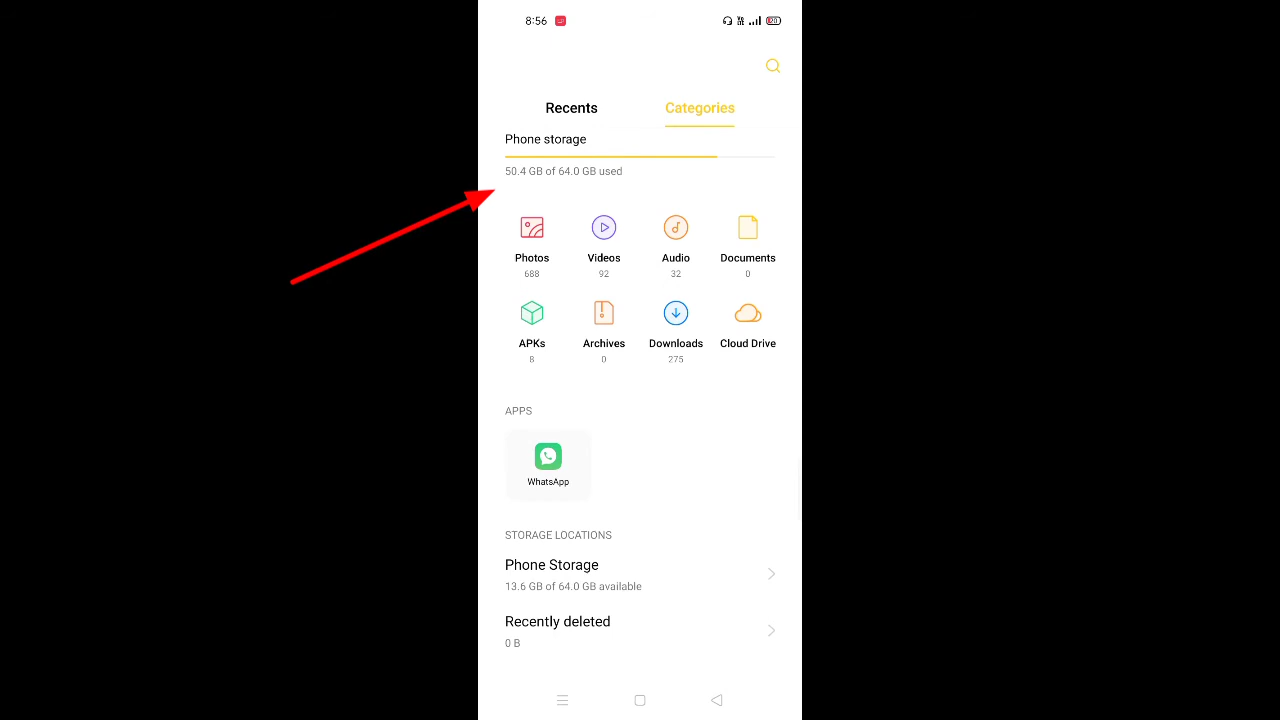 8:56
Recents Categories
Phone storage
50.4 GB of 64.0 GB used
Photos Videos Audio Documents
688 92 32 0
APKs Archives Downloads Cloud Drive
8 0 275
APPS
WhatsApp
STORAGE LOCATIONS
Phone Storage
13.6 GB of 64.0 GB available
Recently deleted
0 B